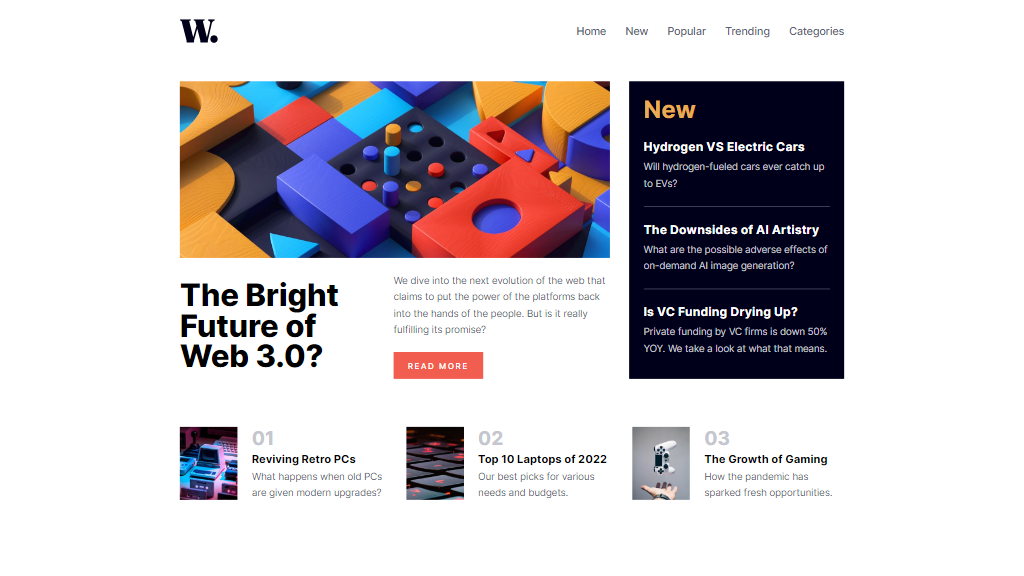 W.
Home New Popular Trending Categories
The Bright
Future of
Web 3.0?
We dive into the next evolution of the web that
claims to put the power of the platforms back
into the hands of the people. But is it really
fulfilling its promise?
READ MORE
New
Hydrogen VS Electric Cars
Will hydrogen-fueled cars ever catch up
to EVs?
The Downsides of AI Artistry
What are the possible adverse effects of
on-demand AI image generation?
Is VC Funding Drying Up?
Private funding by VC firms is down 50%
YOY. We take a look at what that means.
01
Reviving Retro PCs
What happens when old PCs
are given modern upgrades?
02
Top 10 Laptops of 2022
Our best picks for various
needs and budgets.
03
The Growth of Gaming
How the pandemic has
sparked fresh opportunities.